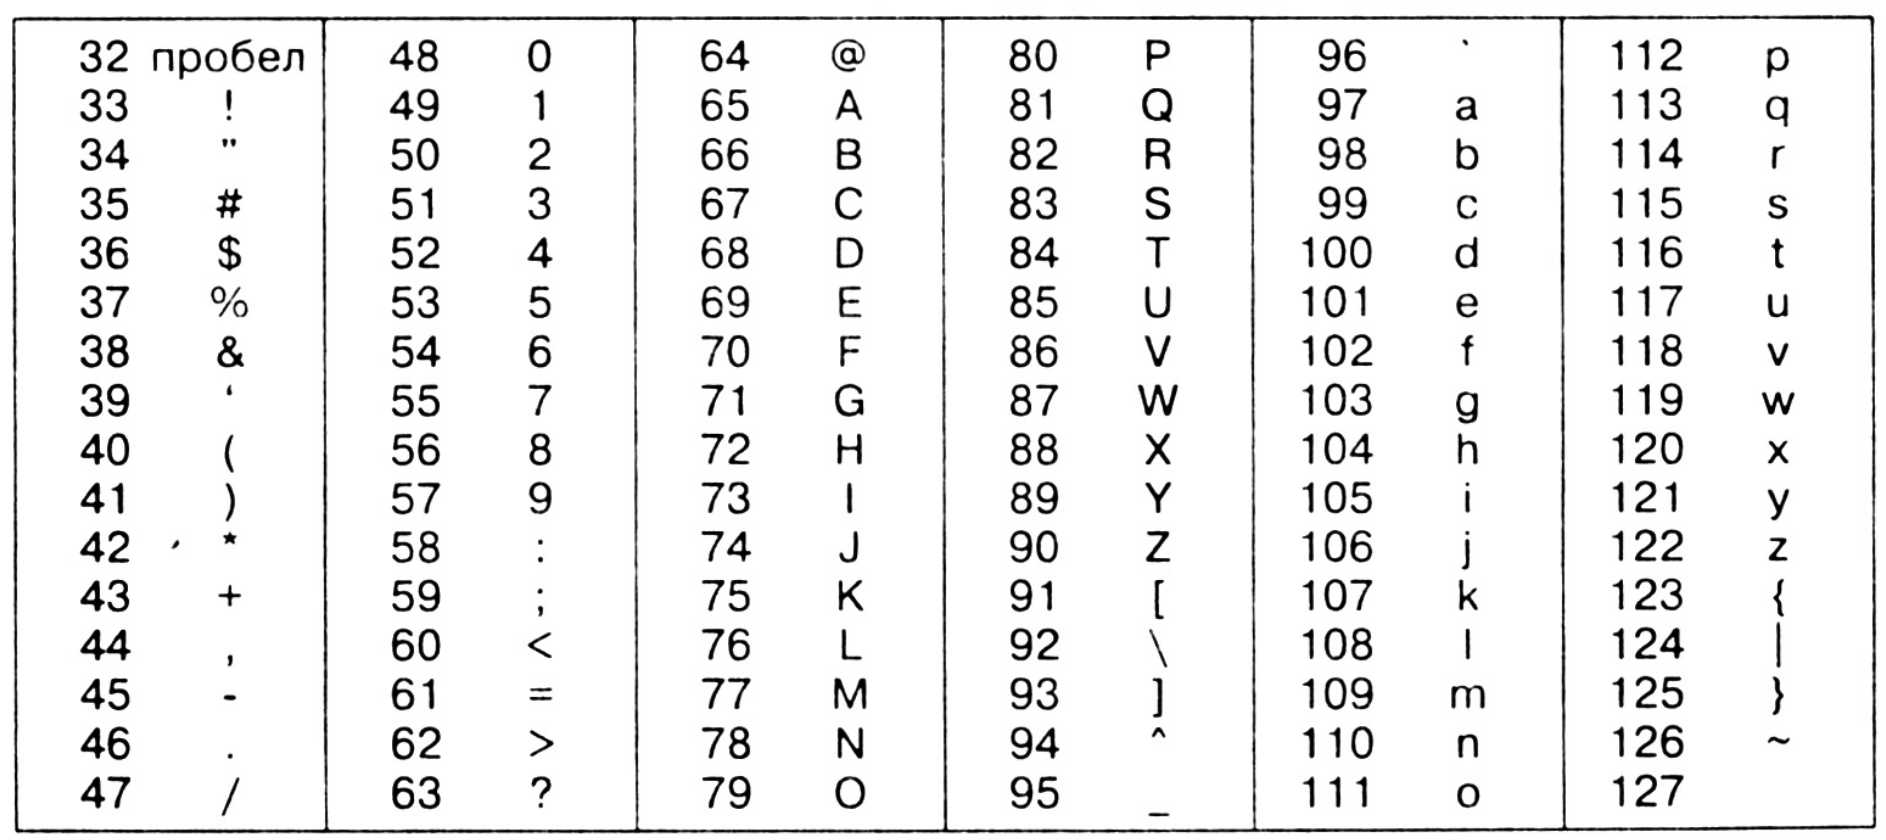 32 пробел 48 0 64 @ 80 P 96 ` 112 p
33 ! 49 1 65 A 81 Q 97 a 113 q
34 " 50 2 66 B 82 R 98 b 114 r
35 # 51 3 67 C 83 S 99 c 115 s
36 $ 52 4 68 D 84 T 100 d 116 t
37 % 53 5 69 E 85 U 101 e 117 u
38 & 54 6 70 F 86 V 102 f 118 v
39 ‘ 55 7 71 G 87 W 103 g 119 w
40 ( 56 8 72 H 88 X 104 h 120 x
41 ) 57 9 73 I 89 Y 105 i 121 y
42 * 58 : 74 J 90 Z 106 j 122 z
43 + 59 ; 75 K 91 [ 107 k 123 {
44 , 60 < 76 L 92 \ 108 l 124 |
45 - 61 = 77 M 93 ] 109 m 125 }
46 . 62 > 78 N 94 ^ 110 n 126 ~
47 / 63 ? 79 O 95 _ 111 o 127